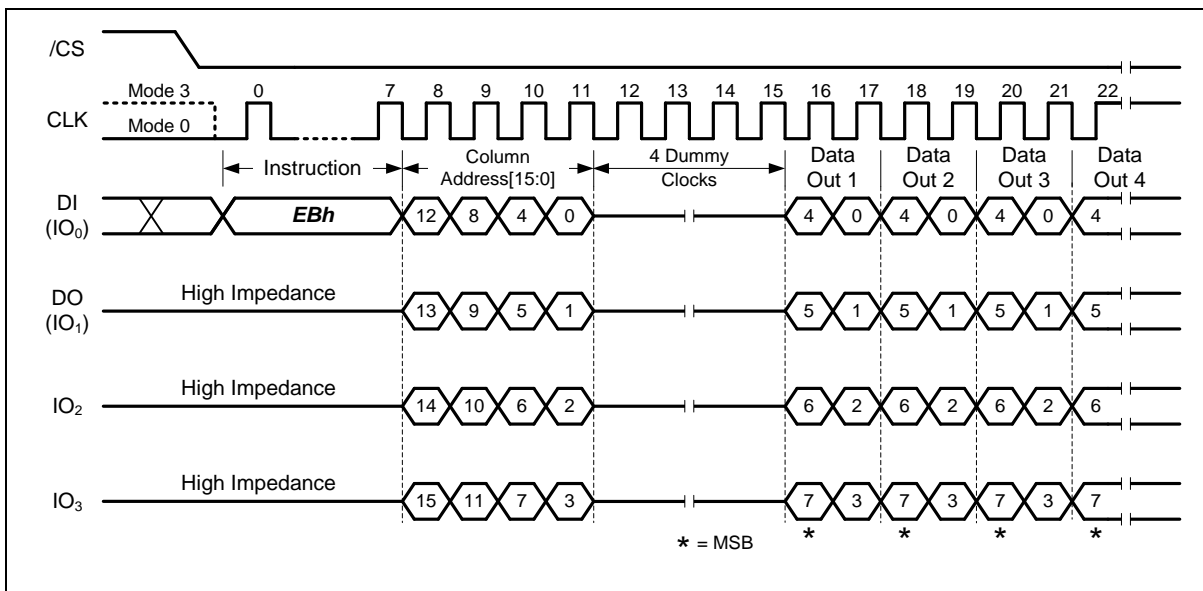 /CS
Mode 3
0 7 8 9 10 11 12 13 14 15 16 17 18 19 20 21 22
CLK
Mode 0
Instruction
Column
Address[15:0]
4 Dummy
Clocks
Data
Out 1
Data
Out 2
Data
Out 3
Data
Out 4
DI
(IO0)
EBh
12 8 4 0
4 0 4 0 4 0 4
DO
(IO1)
High Impedance
13 9 5 1
5 1 5 1 5 1 5
IO2
High Impedance
14 10 6 2
6 2 6 2 6 2 6
IO3
High Impedance
15 11 7 3
7 3 7 3 7 3 7
* * * *
* = MSB